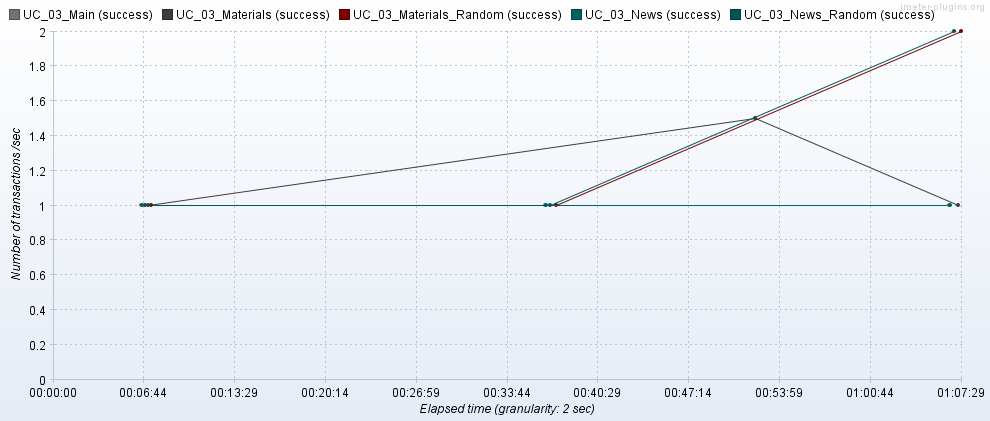 UC_03_Main (success) UC_03_Materials (success) UC_03_Materials_Random (success) UC_03_News (success) UC_03_News_Random (success)
jmeter-plugins.org
2
1.8
1.6
1.4
1.2
1
0.8
0.6
0.4
0.2
0
Number of transactions/sec
00:00:00 00:06:44 00:13:29 00:20:14 00:26:59 00:33:44 00:40:29 00:47:14 00:53:59 01:00:44 01:07:29
Elapsed time (granularity: 2 sec)